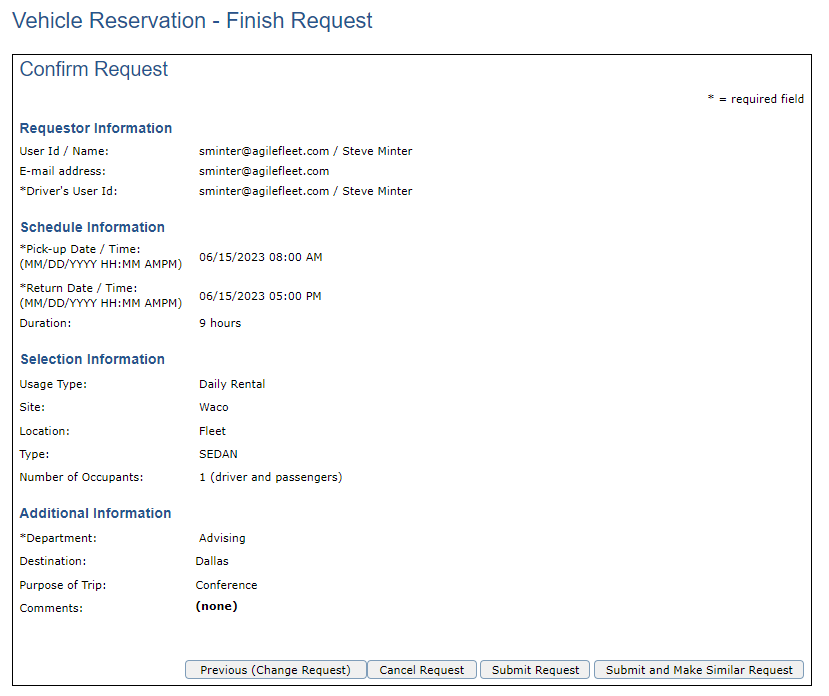 Vehicle Reservation - Finish Request
Confirm Request
* = required field
Requestor Information
User Id / Name: sminter@agilefleet.com / Steve Minter
E-mail address: sminter@agilefleet.com
*Driver's User Id: sminter@agilefleet.com / Steve Minter
Schedule Information
*Pick-up Date / Time:
(MM/DD/YYYY HH:MM AMPM) 06/15/2023 08:00 AM
*Return Date / Time:
(MM/DD/YYYY HH:MM AMPM) 06/15/2023 05:00 PM
Duration: 9 hours
Selection Information
Usage Type: Daily Rental
Site: Waco
Location: Fleet
Type: SEDAN
Number of Occupants: 1 (driver and passengers)
Additional Information
*Department: Advising
Destination: Dallas
Purpose of Trip: Conference
Comments: (none)
Previous (Change Request) Cancel Request Submit Request Submit and Make Similar Request